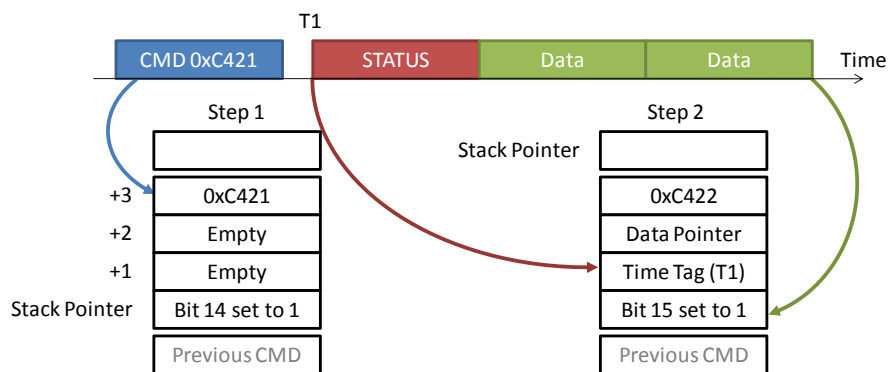 T1
CMD 0xC421
STATUS
Data
Data
Time
Step 1
Step 2
Stack Pointer
+3
0xC421
0xC422
+2
Empty
Data Pointer
+1
Empty
Time Tag (T1)
Stack Pointer
Bit 14 set to 1
Bit 15 set to 1
Previous CMD
Previous CMD